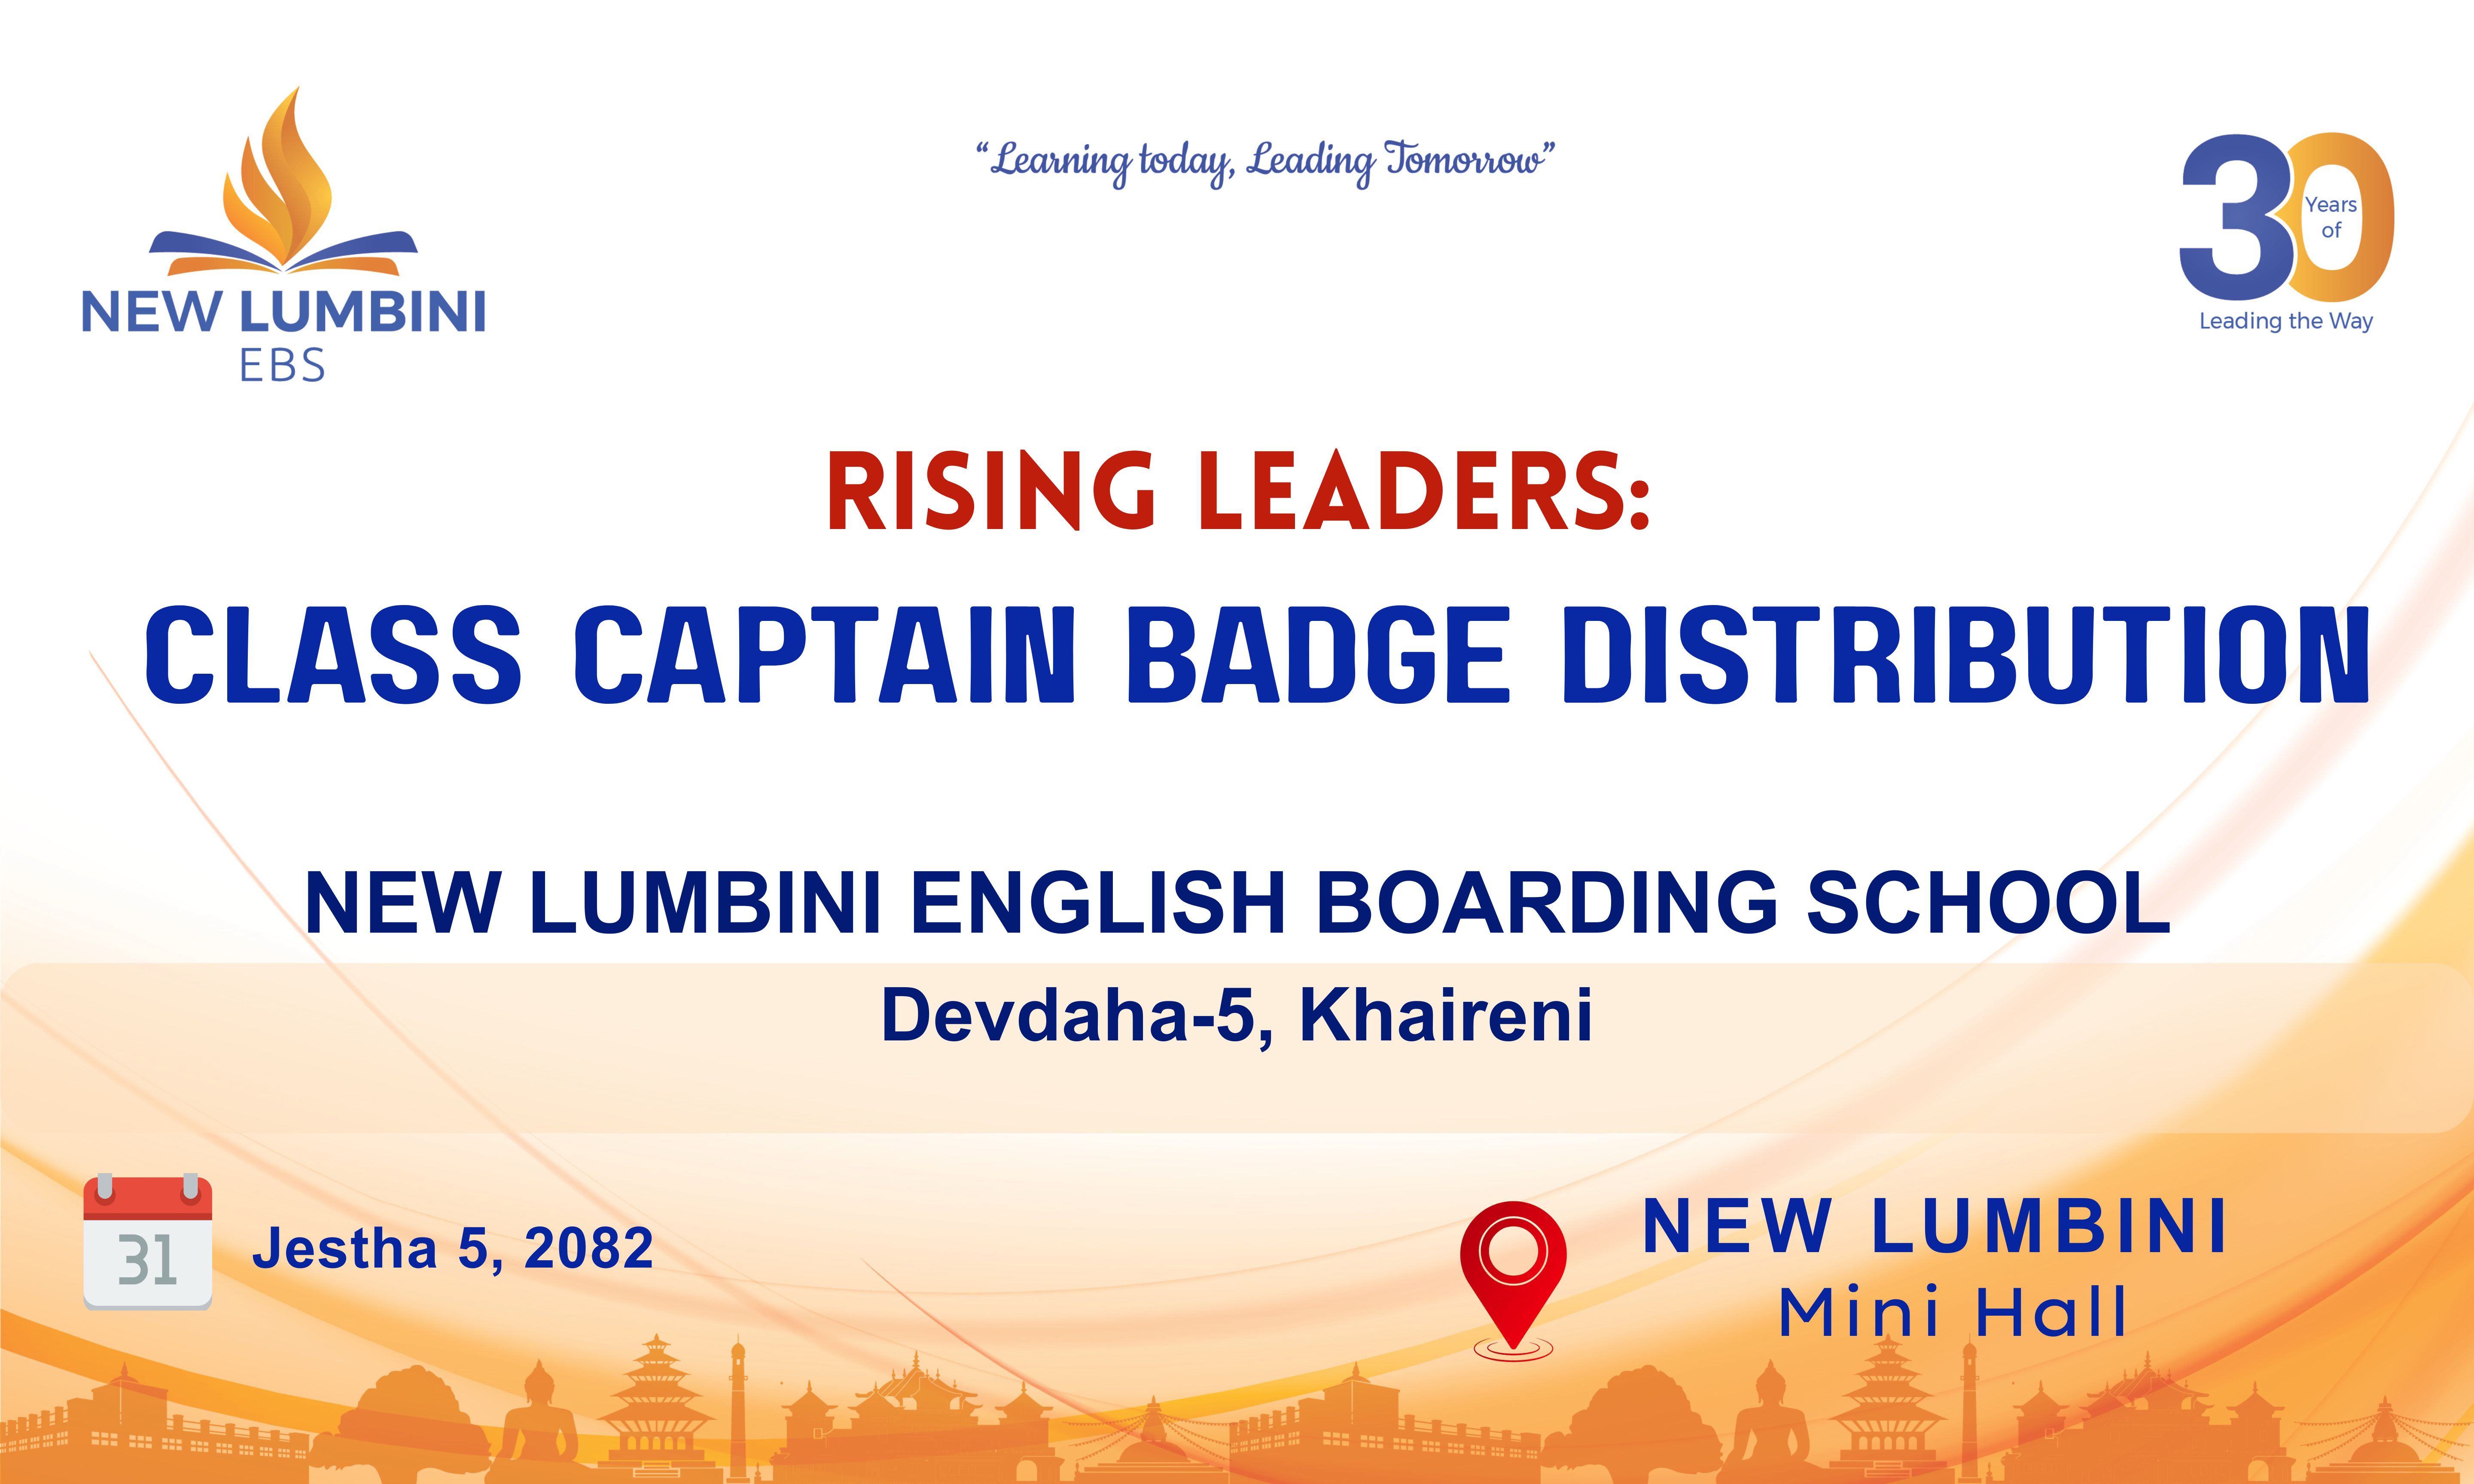 NEW LUMBINI
EBS
“Learning today, Leading Tomorrow”
30
Years
of
Leading the Way
RISING LEADERS:
CLASS CAPTAIN BADGE DISTRIBUTION
NEW LUMBINI ENGLISH BOARDING SCHOOL
Devdaha-5, Khaireni
31
Jestha 5, 2082
NEW LUMBINI
Mini Hall